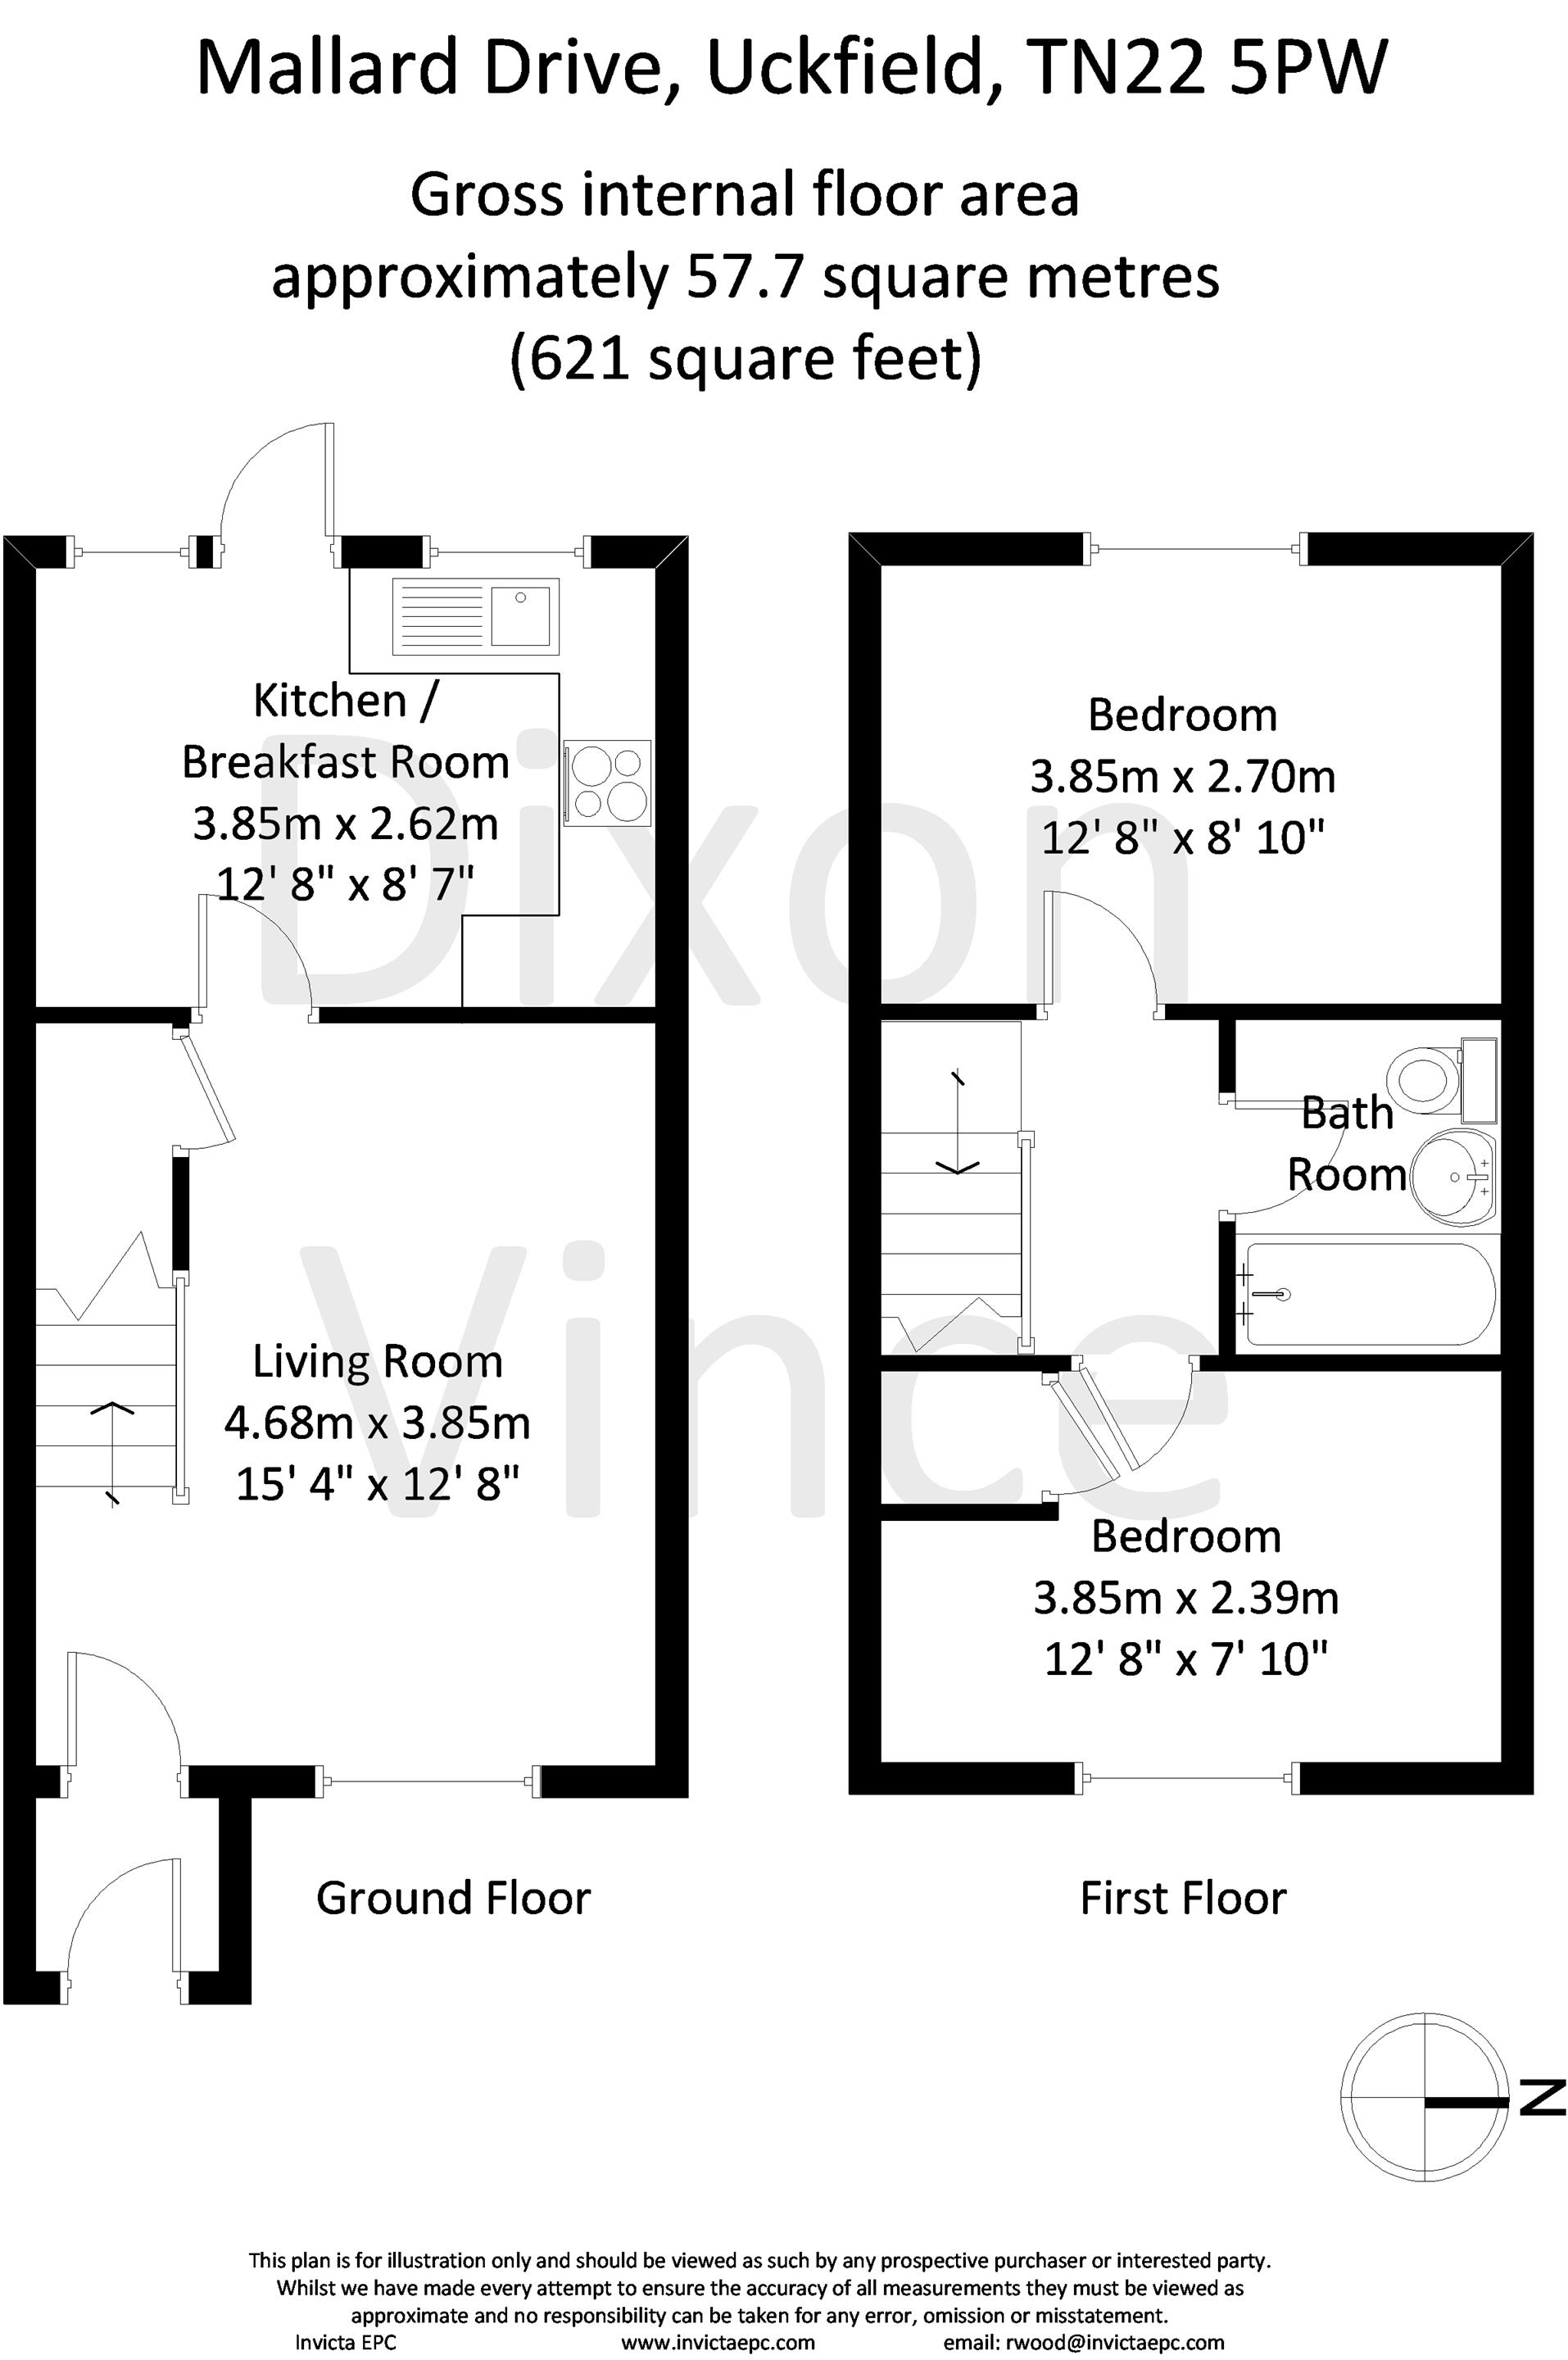 Mallard Drive, Uckfield, TN22 5PW
Gross internal floor area
approximately 57.7 square metres
(621 square feet)
Kitchen /
Breakfast Room
3.85m x 2.62m
12' 8" x 8' 7"
Bedroom
3.85m x 2.70m
12' 8" x 8' 10"
Dixon
Bath
Room
Vince
Living Room
4.68m x 3.85m
15' 4" x 12' 8"
Bedroom
3.85m x 2.39m
12' 8" x 7' 10"
Ground Floor
First Floor
N
This plan is for illustration only and should be viewed as such by any prospective purchaser or interested party.
Whilst we have made every attempt to ensure the accuracy of all measurements they must be viewed as
approximate and no responsibility can be taken for any error, omission or misstatement.
Invicta EPC www.invictaepc.com email: rwood@invictaepc.com